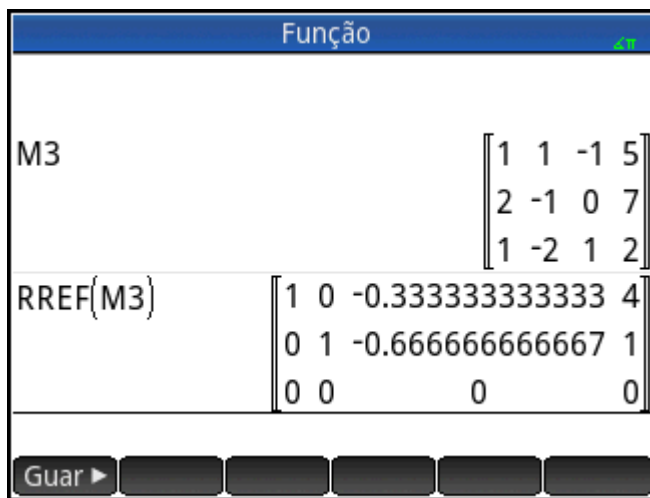 Função
∡π
M3
[1 1 -1 5
2 -1 0 7
1 -2 1 2]
RREF(M3)
[1 0 -0.333333333333 4
0 1 -0.666666666667 1
0 0 0 0]
Guar ►